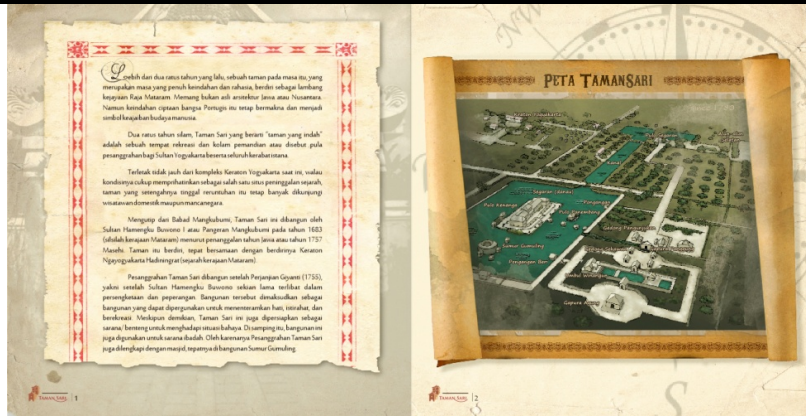 Lebih dari dua ratus tahun yang lalu, sebuah taman pada masa itu, yang
merupakan masa yang penuh keindahan dan rahasia, berdiri sebagai lambang
kejayaan Raja Mataram. Memang bukan asli arsitektur Jawa atau Nusantara.
Namun keindahan ciptaan bangsa Portugis itu tetap bermakna dan menjadi
simbol keajaiban budaya manusia.
Dua ratus tahun silam, Taman Sari yang berarti "taman yang indah"
adalah sebuah tempat rekreasi dan kolam pemandian atau disebut pula
pesanggrahan bagi Sultan Yogyakarta beserta seluruh kerabat istana.
Terletak tidak jauh dari kompleks Keraton Yogyakarta saat ini, walau
kondisinya cukup memprihatinkan sebagai salah satu situs peninggalan sejarah,
taman yang setengahnya tinggal reruntuhan itu tetap banyak dikunjungi
wisatawan domestik maupun mancanegara.
Mengutip dari Babad Mangkubumi, Taman Sari ini dibangun oleh
Sultan Hamengku Buwono I atau Pangeran Mangkubumi pada tahun 1683
(silsilah kerajaan Mataram) menurut penanggalan tahun Jawa atau tahun 1757
Masehi. Taman itu berdiri, tepat bersamaan dengan berdirinya Keraton
Ngayogyakarta Hadiningrat (sejarah kerajaan Mataram).
Pesanggrahan Taman Sari dibangun setelah Perjanjian Giyanti (1755),
yakni setelah Sultan Hamengku Buwono sekian lama terlibat dalam
persengketaan dan peperangan. Bangunan tersebut dimaksudkan sebagai
bangunan yang dapat dipergunakan untuk menenteramkan hati, istirahat, dan
berekreasi. Meskipun demikian, Taman Sari ini juga dipersiapkan sebagai
sarana/ benteng untuk menghadapi situasi bahaya. Di samping itu, bangunan ini
juga digunakan untuk sarana ibadah. Oleh karenanya Pesanggrahan Taman Sari
juga dilengkapi dengan masjid, tepatnya di bangunan Sumur Gumuling.
TAMAN SARI
1
NW
PETA TAMANSARI
Keraton Yogyakarta
Kanal
Segaran (danau)
Pulo Kenanga
Pongangan
Pulo Cepanthung
Sumur Gumuling
Gapura Agung
TAMAN SARI
2